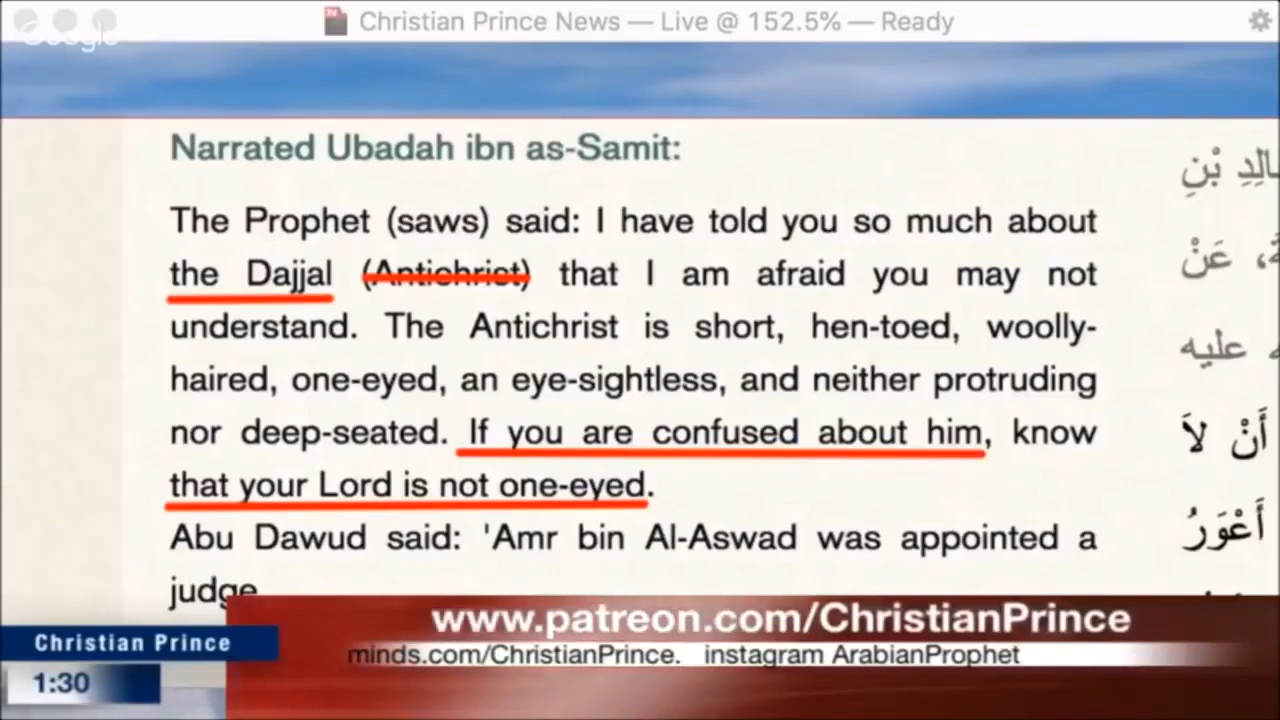 Christian Prince News — Live @ 152.5% — Ready
Google
Narrated Ubadah ibn as-Samit:
The Prophet (saws) said: I have told you so much about
the Dajjal (Antichrist) that I am afraid you may not
understand. The Antichrist is short, hen-toed, woolly-
haired, one-eyed, an eye-sightless, and neither protruding
nor deep-seated. If you are confused about him, know
that your Lord is not one-eyed.
Abu Dawud said: 'Amr bin Al-Aswad was appointed a
judge
بْنِ
عَنْ
عليه
أَنْ لاَ
أَعْوَرُ
www.patreon.com/ChristianPrince
Christian Prince
minds.com/ChristianPrince. instagram ArabianProphet
1:30